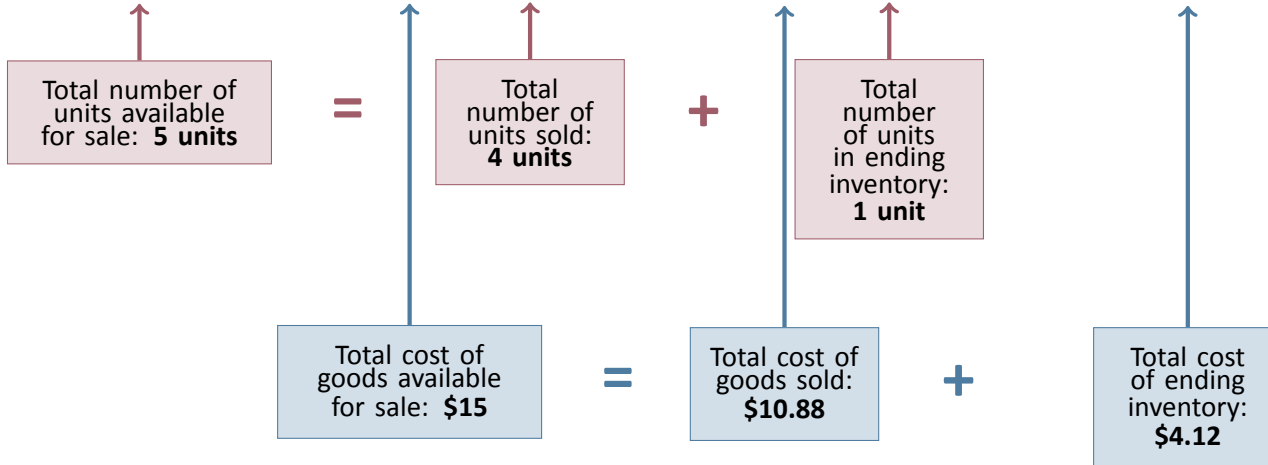 Total number of
units available
for sale: 5 units
=
Total
number of
units sold:
4 units
+
Total
number
of units
in ending
inventory:
1 unit
Total cost of
goods available
for sale: $15
=
Total cost of
goods sold:
$10.88
+
Total cost
of ending
inventory:
$4.12